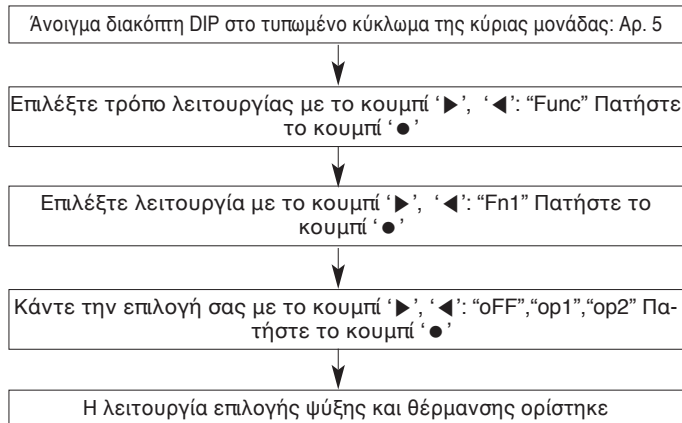 Άνοιγμα διακόπτη DIP στο τυπωμένο κύκλωμα της κύριας μονάδας: Αρ. 5
Επιλέξτε τρόπο λειτουργίας με το κουμπί ‘▶’, ‘◀’: “Func” Πατήστε
το κουμπί ‘●’
Επιλέξτε λειτουργία με το κουμπί ‘▶’, ‘◀’: “Fn1” Πατήστε το
κουμπί ‘●’
Κάντε την επιλογή σας με το κουμπί ‘▶’, ‘◀’: “oFF”,“op1”,“op2” Πα-
τήστε το κουμπί ‘●’
Η λειτουργία επιλογής ψύξης και θέρμανσης ορίστηκε